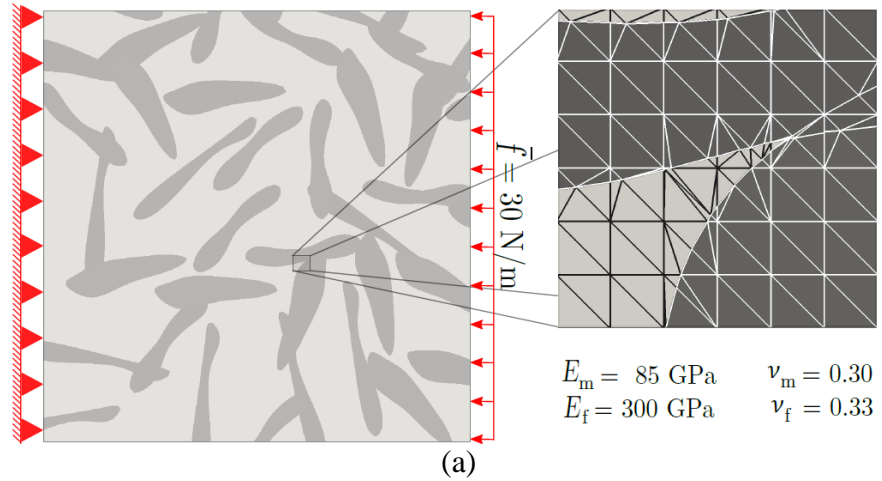 f̄ = 30 N/m
E_m = 85 GPa ν_m = 0.30
E_f = 300 GPa ν_f = 0.33
(a)